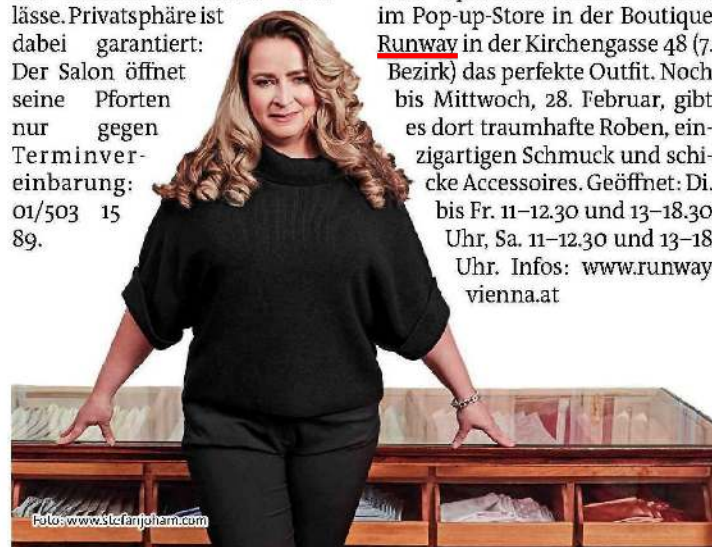 lässe. Privatsphäre ist
dabei garantiert:
Der Salon öffnet
seine Pforten
nur gegen
Terminver-
einbarung:
01/503 15
89.
im Pop-up-Store in der Boutique
Runway in der Kirchengasse 48 (7.
Bezirk) das perfekte Outfit. Noch
bis Mittwoch, 28. Februar, gibt
es dort traumhafte Roben, ein-
zigartigen Schmuck und schi-
cke Accessoires. Geöffnet: Di.
bis Fr. 11–12.30 und 13–18.30
Uhr, Sa. 11–12.30 und 13–18
Uhr. Infos: www.runway
vienna.at
Foto: www.stefanjoham.com